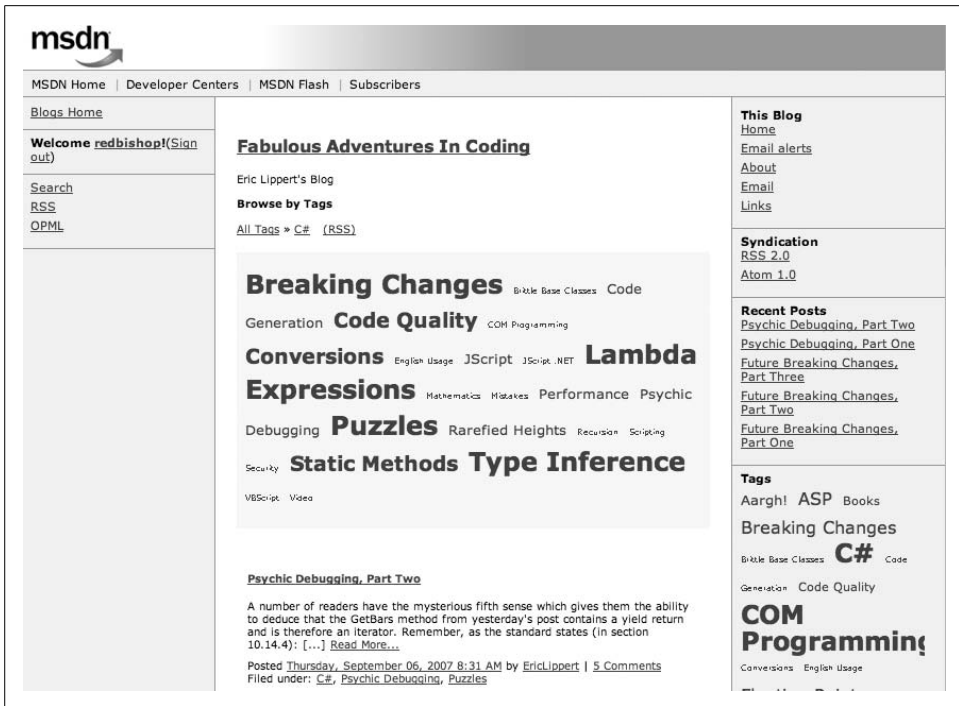 msdn
MSDN Home | Developer Centers | MSDN Flash | Subscribers
Blogs Home
Welcome redbishop!(Sign
out)
Search
RSS
OPML
Fabulous Adventures In Coding
Eric Lippert's Blog
Browse by Tags
All Tags » C# (RSS)
Breaking Changes Brittle Base Classes Code
Generation Code Quality COM Programming
Conversions English Usage JScript JScript .NET Lambda
Expressions Mathematics Mistakes Performance Psychic
Debugging Puzzles Rarefied Heights Recursion Scripting
Security Static Methods Type Inference
VBScript Video
Psychic Debugging, Part Two
A number of readers have the mysterious fifth sense which gives them the ability
to deduce that the GetBars method from yesterday's post contains a yield return
and is therefore an iterator. Remember, as the standard states (in section
10.14.4): [...] Read More...
Posted Thursday, September 06, 2007 8:31 AM by EricLippert | 5 Comments
Filed under: C#, Psychic Debugging, Puzzles
This Blog
Home
Email alerts
About
Email
Links
Syndication
RSS 2.0
Atom 1.0
Recent Posts
Psychic Debugging, Part Two
Psychic Debugging, Part One
Future Breaking Changes,
Part Three
Future Breaking Changes,
Part Two
Future Breaking Changes,
Part One
Tags
Aargh! ASP Books
Breaking Changes
Brittle Base Classes C# Code
Generation Code Quality
COM
Programming
Conversions English Usage